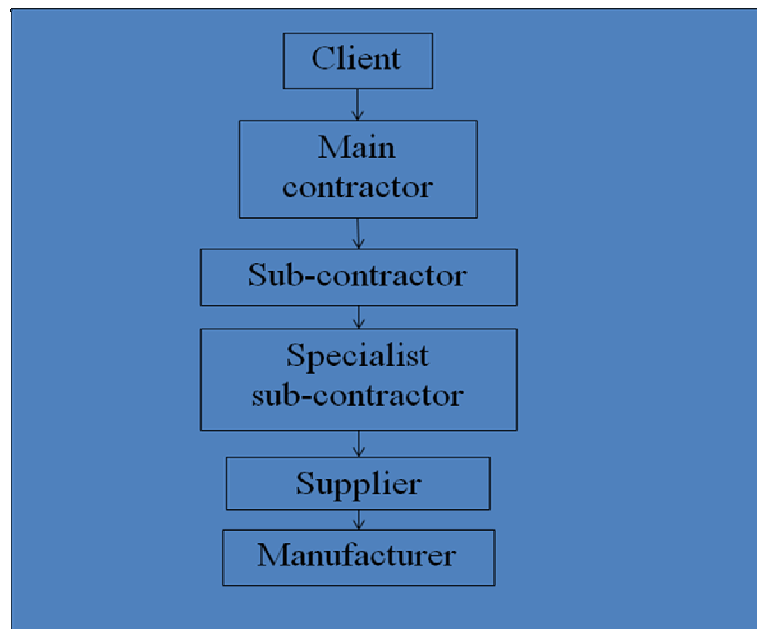 Client
Main
contractor
Sub-contractor
Specialist
sub-contractor
Supplier
Manufacturer